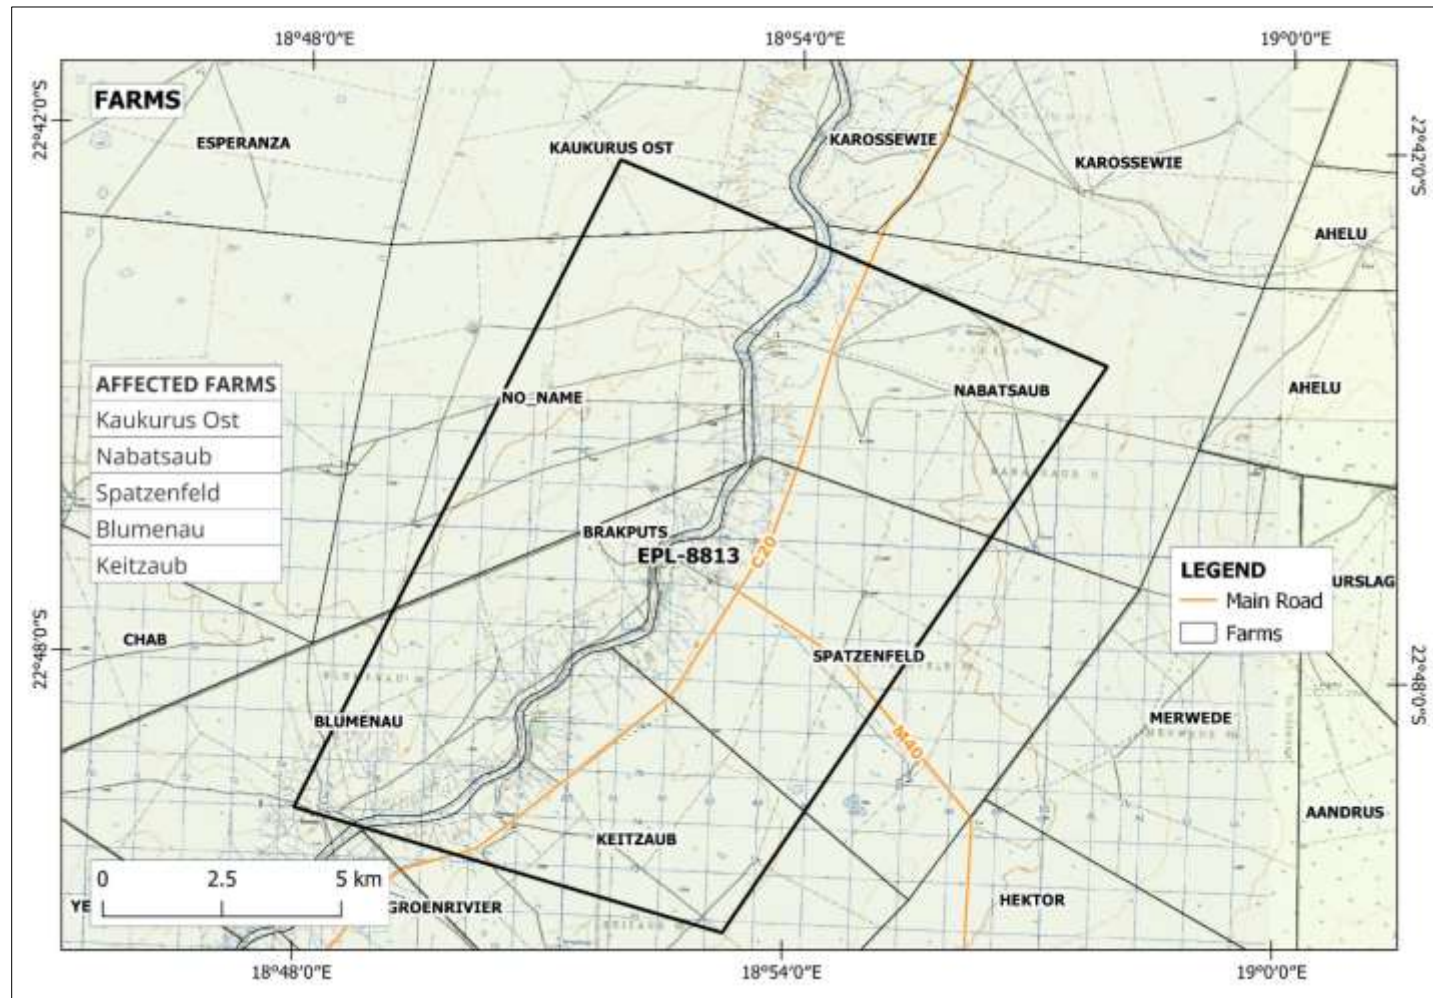 18°48′0″E 18°54′0″E 19°0′0″E
22°42′0″S
22°42′0″S
FARMS
ESPERANZA
KAUKURUS OST
KAROSSEWIE
KAROSSEWIE
AHELU
AHELU
NO_NAME
NABATSAUB
AFFECTED FARMS
Kaukurus Ost
Nabatsaub
Spatzenfeld
Blumenau
Keitzaub
BRAKPUTS
EPL-8813
C20
LEGEND
Main Road
Farms
URSLAG
CHAB
22°48′0″S
22°48′0″S
SPATZENFELD
BLUMENAU
M40
MERWEDE
KEITZAUB
AANDRUS
0 2.5 5 km
YE
GROENRIVIER
HEKTOR
18°48′0″E 18°54′0″E 19°0′0″E